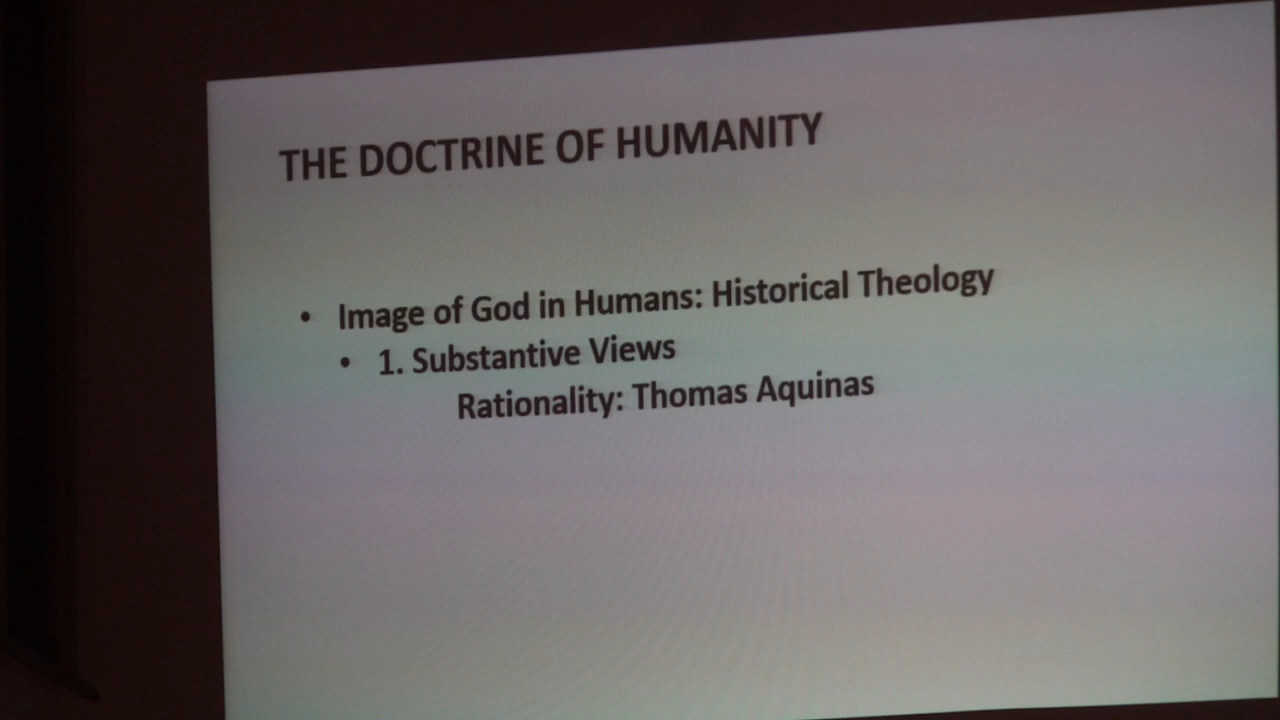 THE DOCTRINE OF HUMANITY
• Image of God in Humans: Historical Theology
• 1. Substantive Views
Rationality: Thomas Aquinas